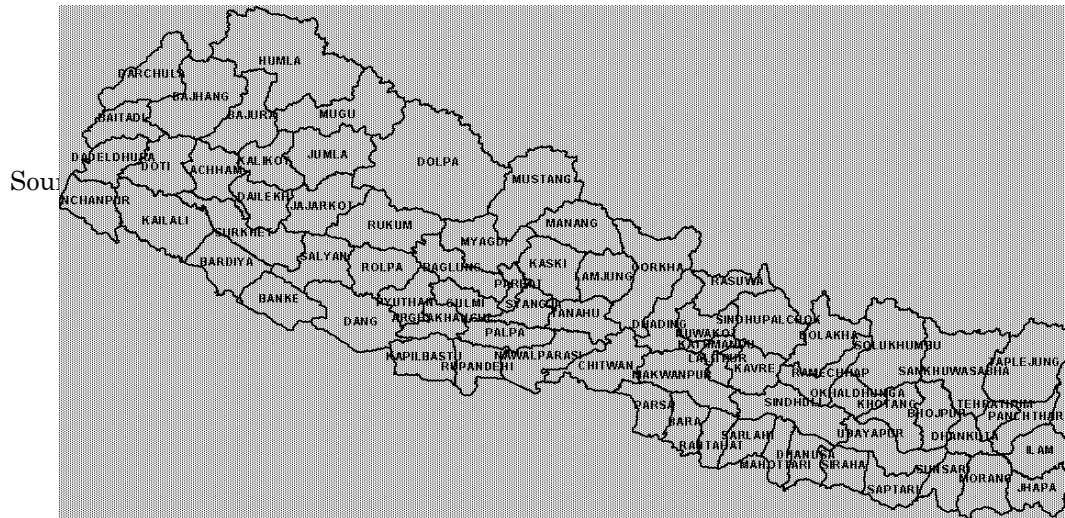 HUMLA
DARCHULA
BAJHANG
BAJURA
MUGU
BAITADI
DADELDHURA
DOTI
ACHHAM
KALIKOT
JUMLA
DOLPA
MUSTANG
Sour
NCHANPUR
KAILALI
DAILEKH
JAJARKOT
SURKHET
RUKUM
MANANG
MYAGDI
BARDIYA
SALYAN
ROLPA
BAGLUNG
KASKI
LAMJUNG
GORKHA
RASUWA
PARBAT
BANKE
PYUTHAN
GULMI
SYANGJA
TANAHU
DANG
ARGHAKHANCHI
PALPA
DHADING
SINDHUPALCHOK
NUWAKOT
DOLAKHA
SOLUKHUMBU
KATHMANDU
KAPILBASTU
RUPANDEHI
NAWALPARASI
CHITWAN
LALITPUR
MAKWANPUR
KAVRE
RAMECHHAP
SANKHUWASABHA
TAPLEJUNG
OKHALDHUNGA
KHOTANG
SINDHULI
PARSA
BARA
BHOJPUR
TEHRATHUM
PANCHTHAR
RAUTAHAT
SARLAHI
UDAYAPUR
DHANKUTA
ILAM
MAHOTTARI
DHANUSA
SIRAHA
SAPTARI
SUNSARI
MORANG
JHAPA